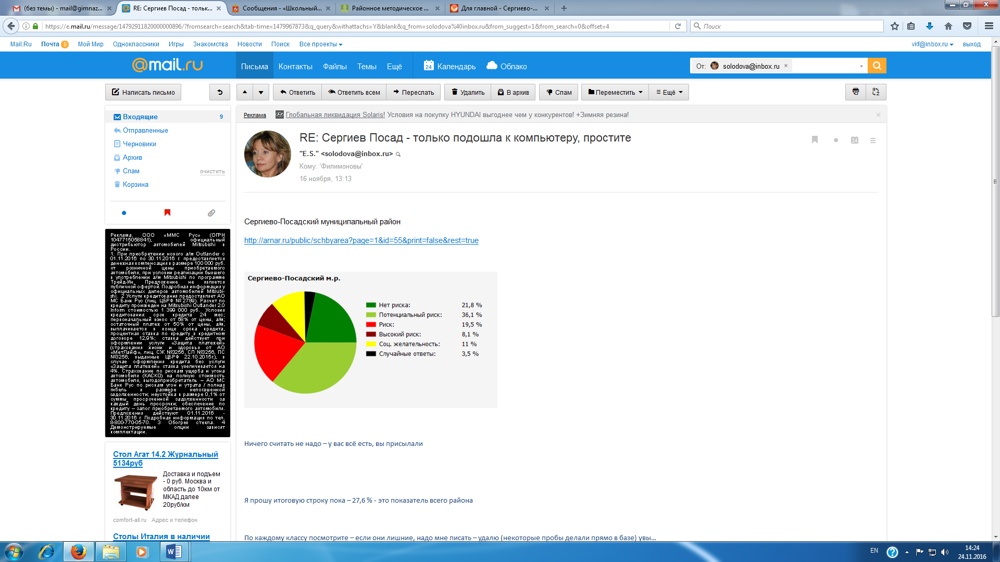 (без темы) - mail@gimnaz...
RE: Сергиев Посад - тольк...
Сообщения - «Школьный...
Районное методическое ...
Для главной - Сергиево-...
https://e.mail.ru/message/14792911820000000896/?fromsearch=search&tab-time=1479967873&q_query&withattachs=Y&blank&q_from=solodova%40inbox.ru&from_suggest=1&from_search=0&offset=4
Поиск
Mail.Ru Почта 9 Мой Мир Одноклассники Игры Знакомства Новости Поиск Все проекты
vkf@inbox.ru выход
@mail.ru
Письма Контакты Файлы Темы Ещё 24 Календарь Облако
От: solodova@inbox.ru ×
Написать письмо
Ответить Ответить всем Переслать Удалить В архив Спам Переместить Ещё
Входящие 9
Отправленные
Черновики
Архив
Спам очистить
Корзина
Реклама. ООО «ММС Рус» (ОГРН
1047715058841), официальный
дистрибьютор автомобилей Mitsubishi в
России.
1. При приобретении нового а/м Outlander с
01.11.2016 по 30.11.2016 г. предоставляется
денежная компенсация в размере 100 000 руб.
от розничной цены приобретаемого
автомобиля, при условии реализации бывшего
в употреблении а/м Mitsubishi по программе
Трейд-Ин. Предложение не является
публичной офертой. Подробная информация у
официальных дилеров автомобилей Mitsubi-
shi. 2 Услуги кредитования предоставляет АО
МС Банк Рус (лиц. ЦБРФ № 2789). Расчет по
кредиту произведен на Mitsubishi Outlander 2.0
Inform стоимостью 1 399 000 руб. Условия
кредитования: срок кредита 24 мес;
первоначальный взнос от 58% от цены, а/м;
остаточный платеж от 50% от цены, а/м,
выплачивается в конце срока кредита,
процентная ставка по кредиту в кредитном
договоре 12,9%; ставка действует при
оформлении услуги «Защита платежей»
(страхования жизни и здоровья от АО
«МетЛайф», лиц. СЖ №3256, СЛ №3256, ПС
№3256, выданные ЦБРФ 22.10.2015г), в
случае оформления кредита без услуги
«Защита платежей» ставка увеличивается на
4%. Страхование по рискам ущерба и угона
автомобиля (КАСКО) на полную стоимость
автомобиля, выгодоприобретатель – АО МС
Банк Рус по рискам угон и утрата / полная
гибель в размере непогашенной
задолженности; неустойка в размере 0,1% от
суммы просроченной задолженности за
каждый день просрочки; обеспечение по
кредиту – залог приобретаемого автомобиля.
Предложения действуют 01.11.2016 -
30.11.2016 г. Подробная информация по тел.
8-800-770-05-70. 3 Обогрев стекла. 4
Демонстрируемые опции зависят
комплектации.
Стол Агат 14.2 Журнальный
5134руб
Доставка и подъем
- 0 руб. Москва и
область до 10км от
МКАД далее
20руб/км
comfort-all.ru Адрес и телефон
Столы Италия в наличии
Реклама Глобальная ликвидация Solaris! Условия на покупку HYUNDAI выгоднее чем у конкурентов! +Зимняя резина!
RE: Сергиев Посад - только подошла к компьютеру, простите
"E.S." <solodova@inbox.ru>
Кому: 'Филимоновы'
16 ноября, 13:13
24
Сергиево-Посадский муниципальный район
http://arnar.ru/public/schbyarea?page=1&id=55&print=false&rest=true
Сергиево-Посадский м.р.
Нет риска: 21,8 %
Потенциальный риск: 36,1 %
Риск: 19,5 %
Высокий риск: 8,1 %
Соц. желательность: 11 %
Случайные ответы: 3,5 %
Ничего считать не надо – у вас всё есть, вы присылали
Я прошу итоговую строку пока – 27,6 % - это показатель всего района
По каждому классу посмотрите – если они лишние, надо мне писать – удалю (некоторые пробы делали прямо в базе) увы...
EN
14:24
24.11.2016